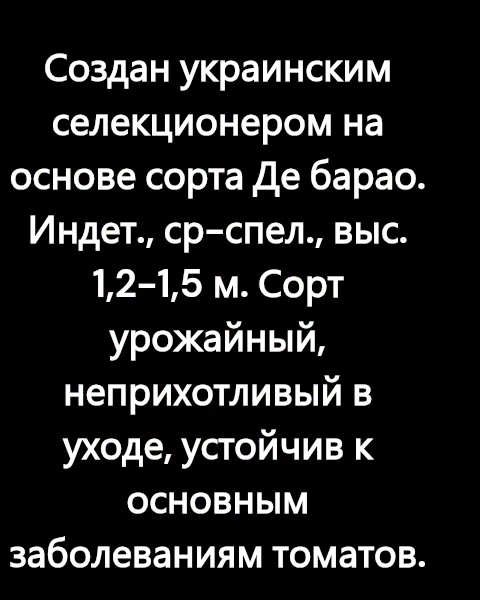 Создан украинским
селекционером на
основе сорта Де барао.
Индет., ср-спел., выс.
1,2-1,5 м. Сорт
урожайный,
неприхотливый в
уходе, устойчив к
основным
заболеваниям томатов.